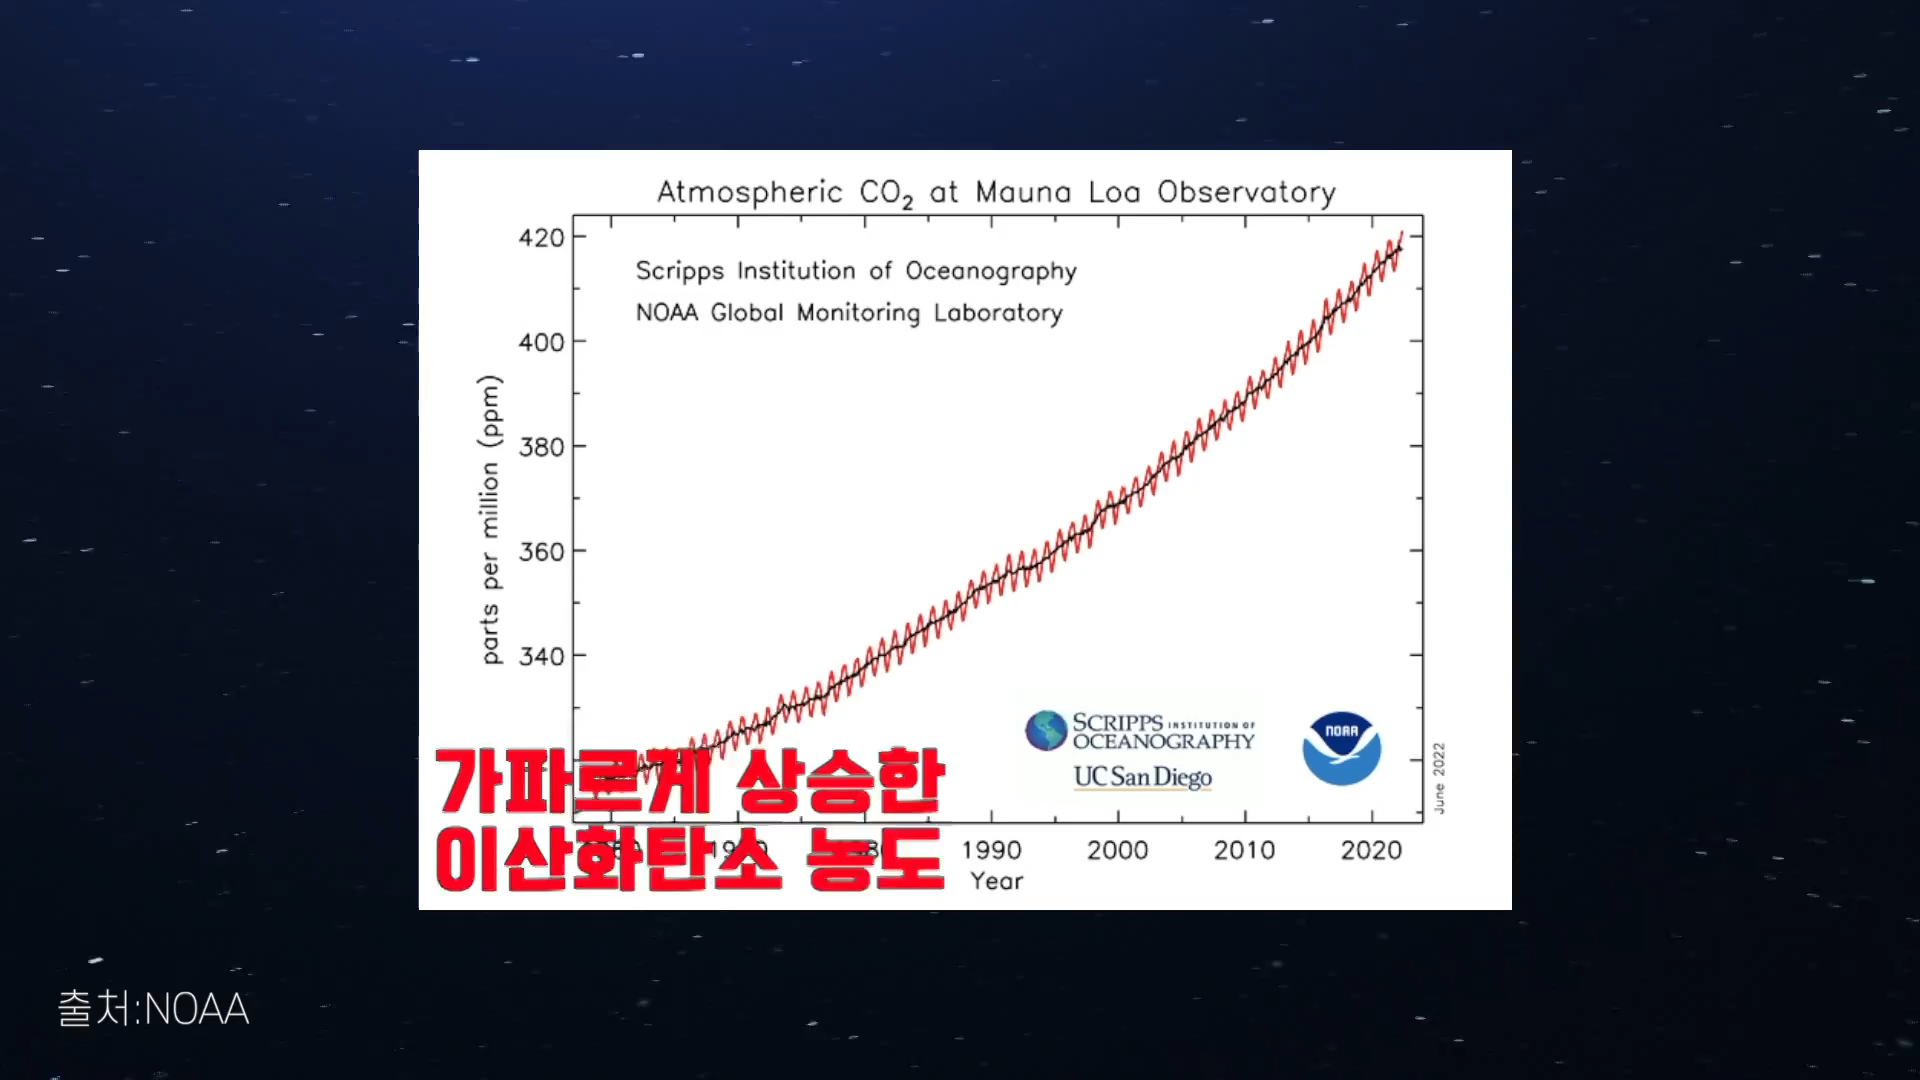 Atmospheric CO₂ at Mauna Loa Observatory
Scripps Institution of Oceanography
NOAA Global Monitoring Laboratory
420
400
380
360
340
parts per million (ppm)
SCRIPPS INSTITUTION OF
OCEANOGRAPHY
UC San Diego
NOAA
June 2022
가파르게 상승한
이산화탄소 농도
1990 2000 2010 2020
Year
출처:NOAA